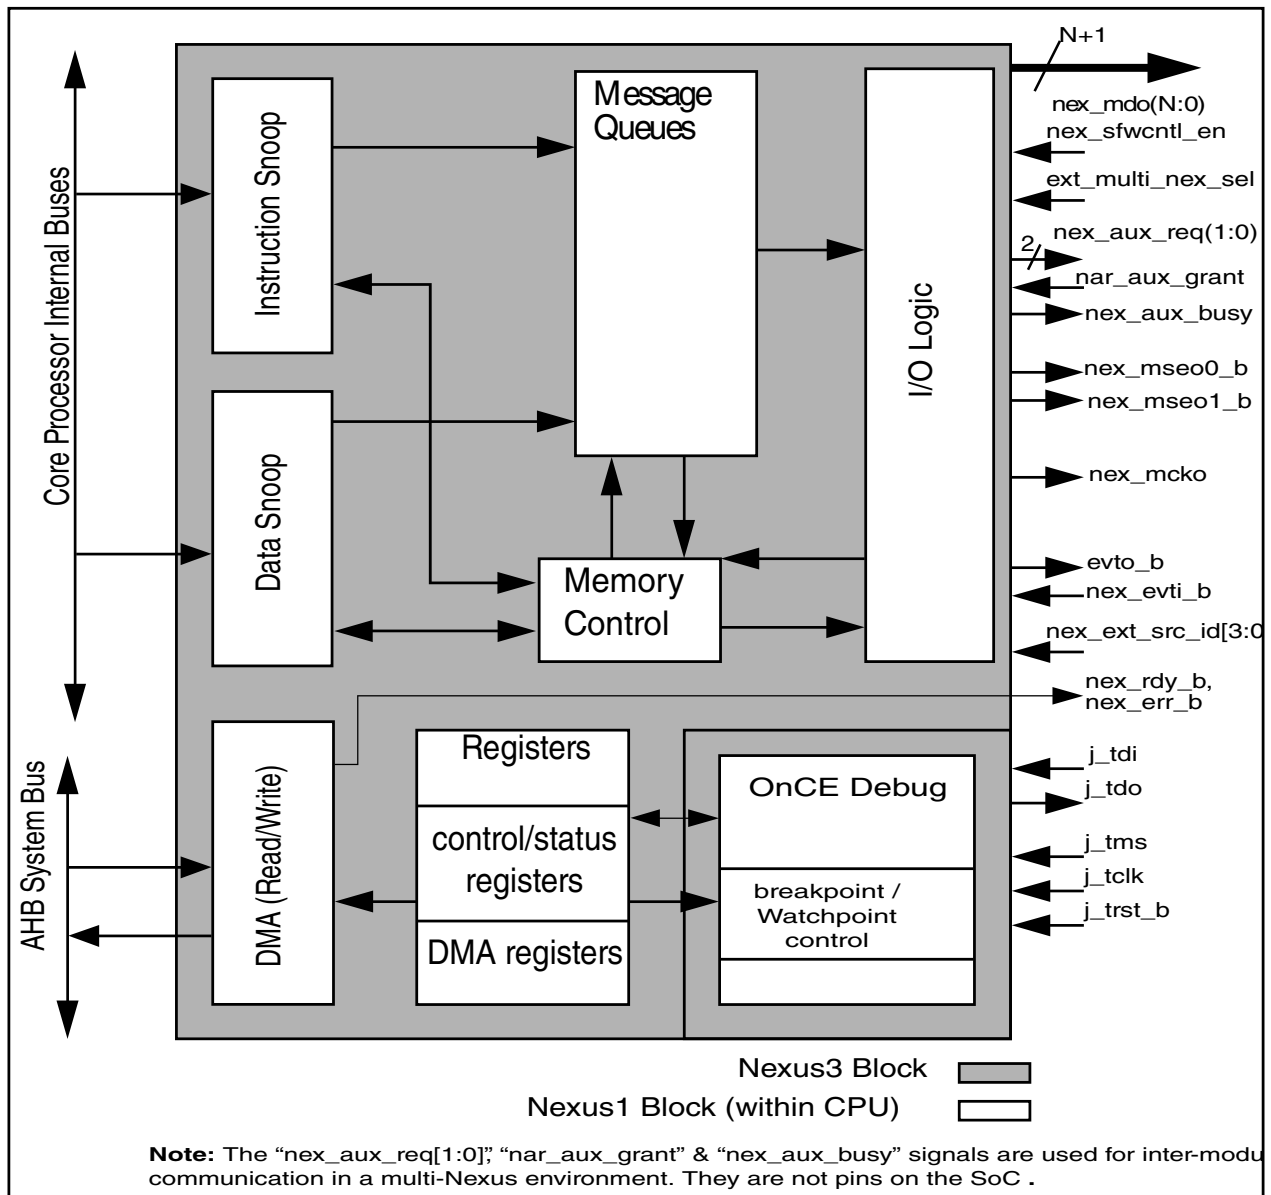 N+1
nex_mdo(N:0)
nex_sfwcntl_en
ext_multi_nex_sel
nex_aux_req(1:0)
2
nar_aux_grant
nex_aux_busy
nex_mseo0_b
nex_mseo1_b
nex_mcko
evto_b
nex_evti_b
nex_ext_src_id[3:0
nex_rdy_b,
nex_err_b
j_tdi
j_tdo
j_tms
j_tclk
j_trst_b
Core Processor Internal Buses
AHB System Bus
Instruction Snoop
Data Snoop
DMA (Read/Write)
Message
Queues
I/O Logic
Memory
Control
Registers
control/status
registers
DMA registers
OnCE Debug
breakpoint /
Watchpoint
control
Nexus3 Block
Nexus1 Block (within CPU)
Note: The “nex_aux_req[1:0]”, “nar_aux_grant” & “nex_aux_busy” signals are used for inter-modu
communication in a multi-Nexus environment. They are not pins on the SoC .